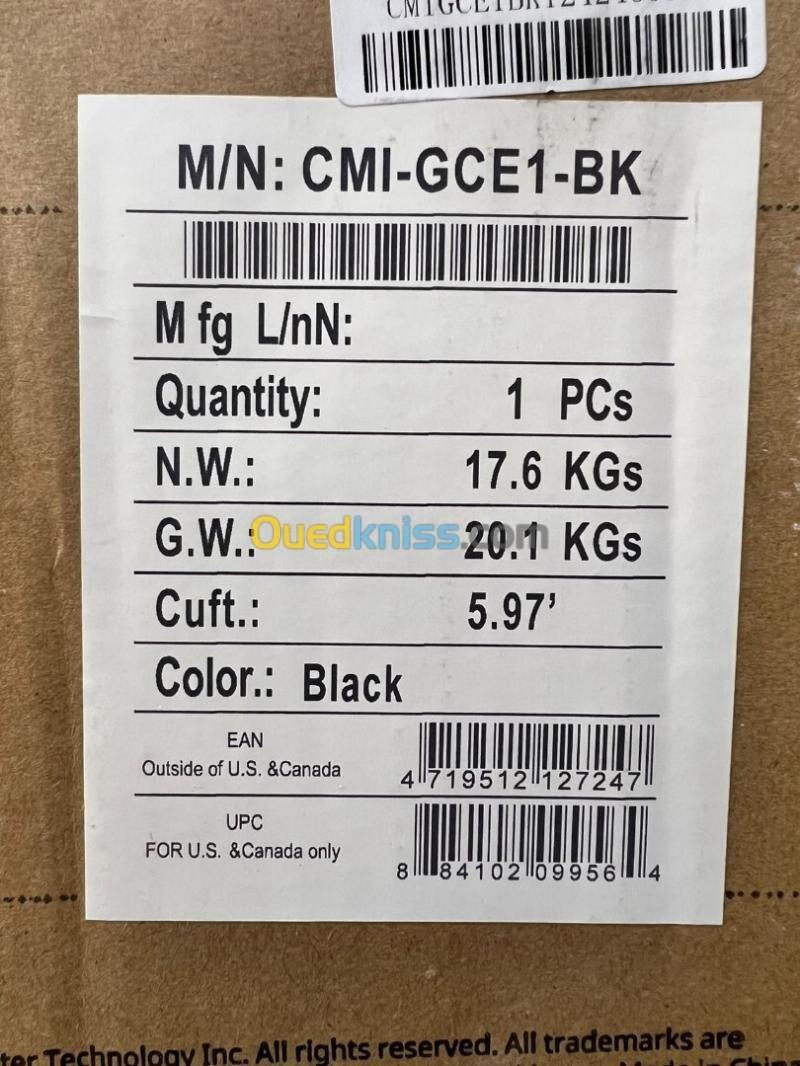 M/N: CMI-GCE1-BK
Mfg L/nN:
Quantity: 1 PCs
N.W.: 17.6 KGs
G.W.: 20.1 KGs
Ouedkniss.com
Cuft.: 5.97’
Color.: Black
EAN
Outside of U.S. &Canada
4 719512 127247
UPC
FOR U.S. &Canada only
8 84102 09956 4
Technology Inc. All rights reserved. All trademarks are